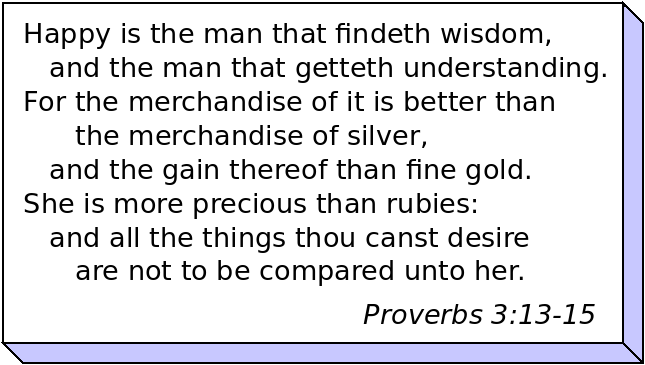 Happy is the man that findeth wisdom,
and the man that getteth understanding.
For the merchandise of it is better than
the merchandise of silver,
and the gain thereof than fine gold.
She is more precious than rubies:
and all the things thou canst desire
are not to be compared unto her.
Proverbs 3:13-15